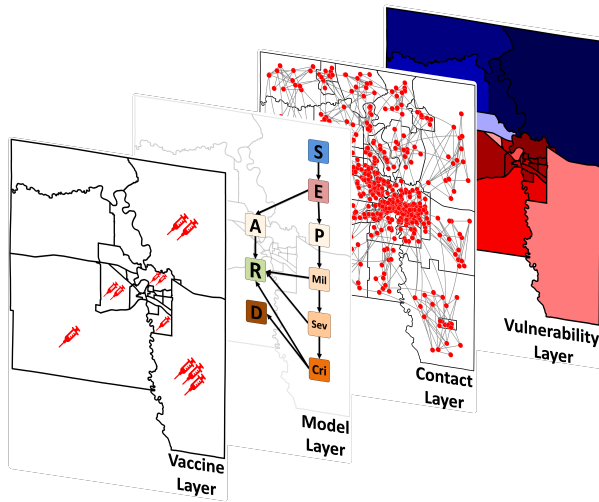 S
E
A
P
R
Mil
D
Sev
Cri
Vulnerability
Layer
Contact
Layer
Model
Layer
Vaccine
Layer